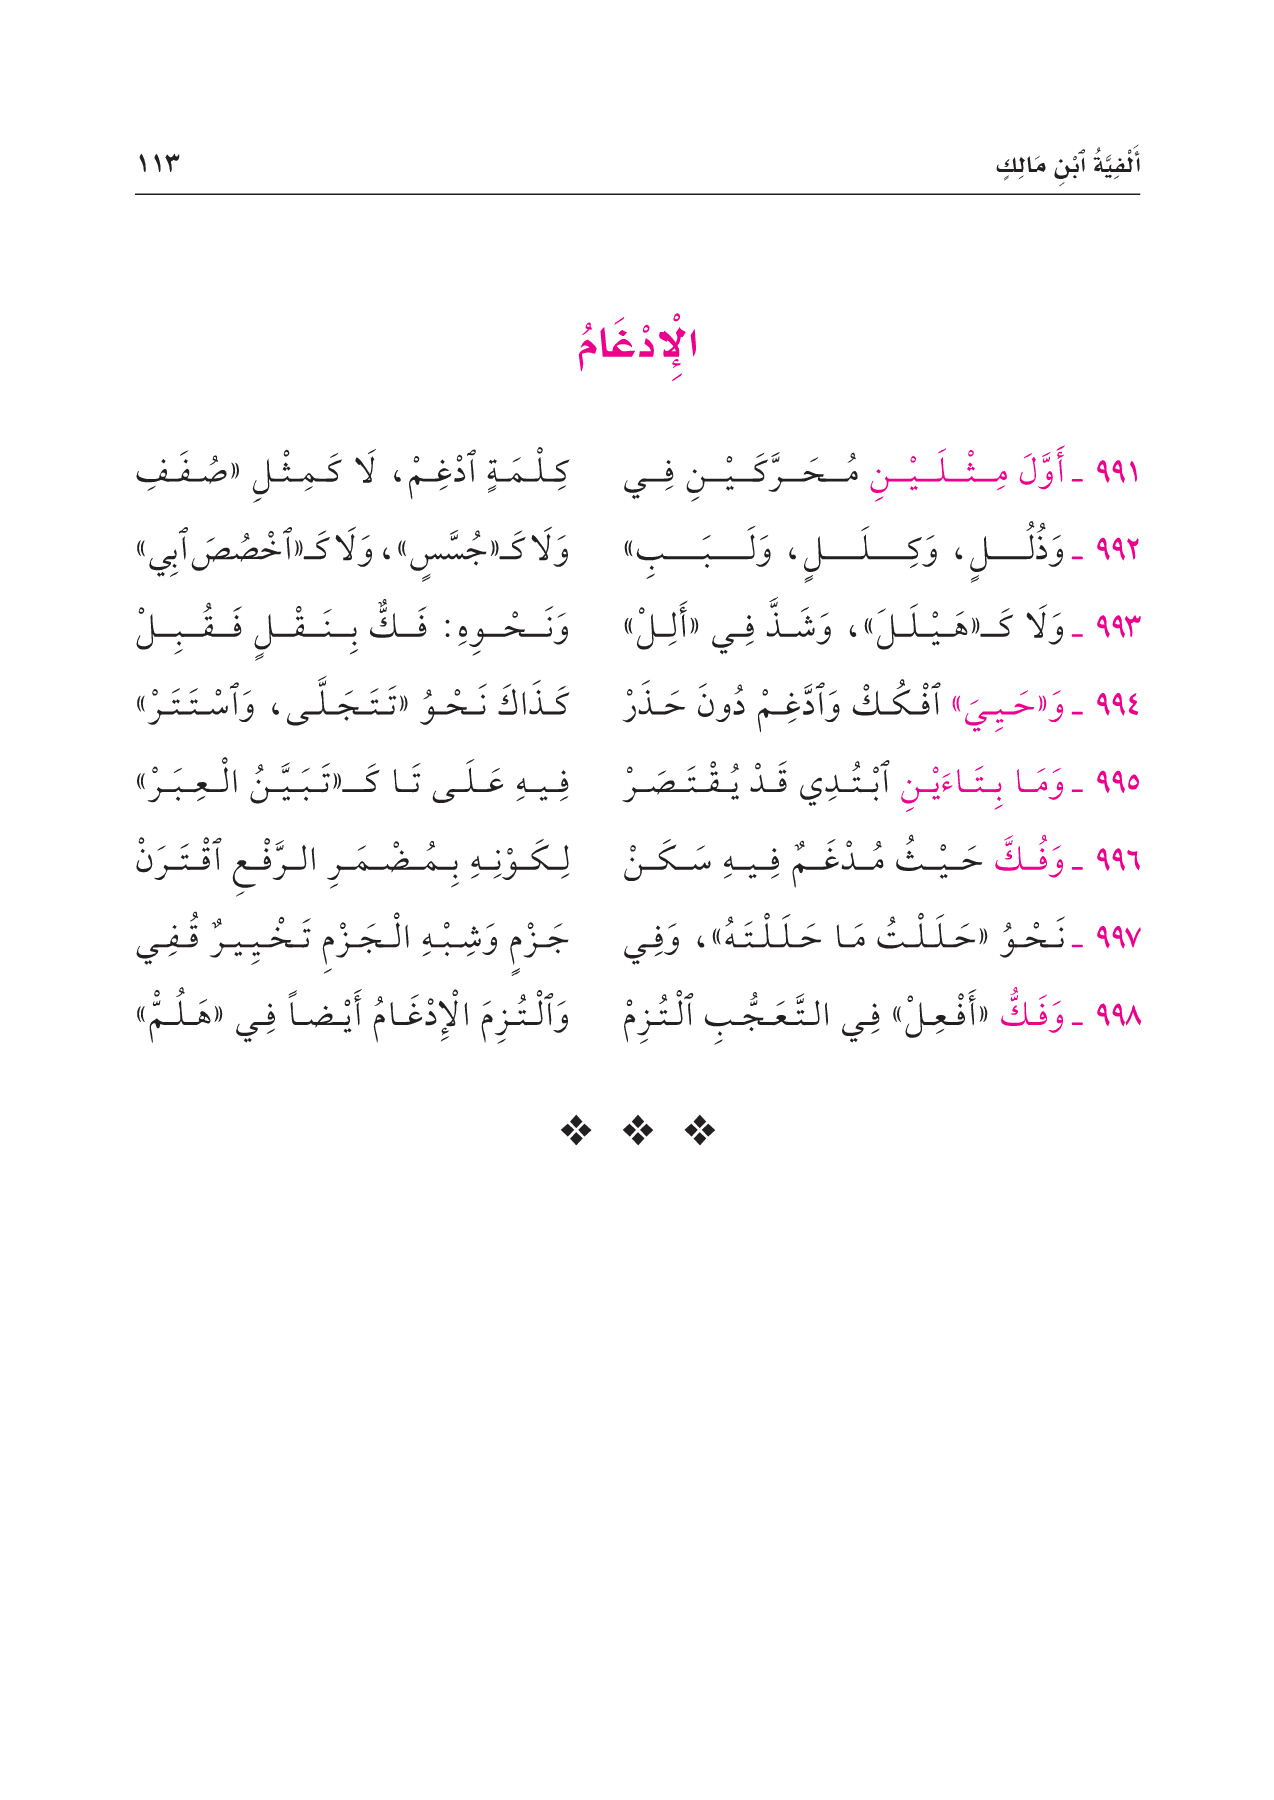 أَلْفِيَّةُ ٱبْنِ مَالِكٍ ١١٣
الْإِدْغَامُ
٩٩١ ـ أَوَّلَ مِثْلَيْنِ مُحَرَّكَيْنِ فِي كِلْمَةٍ ٱدْغِمْ، لَا كَمِثْلِ «صُفَفِ
٩٩٢ ـ وَذُلُلٍ، وَكِلَلٍ، وَلَبَبِ» وَلَا كَـ«جُسَّسٍ»، وَلَا كَـ«ٱخْصُصَ ٱبِي»
٩٩٣ ـ وَلَا كَـ«هَيْلَلَ»، وَشَذَّ فِي «أَلِلْ» وَنَحْوِهِ: فَكٌّ بِنَقْلٍ فَقُبِلْ
٩٩٤ ـ وَ«حَيِيَ» ٱفْكُكْ وَٱدَّغِمْ دُونَ حَذَرْ كَذَاكَ نَحْوُ «تَتَجَلَّى، وَٱسْتَتَرْ»
٩٩٥ ـ وَمَا بِتَاءَيْنِ ٱبْتُدِي قَدْ يُقْتَصَرْ فِيهِ عَلَى تَا كَـ«تَبَيَّنُ الْعِبَرْ»
٩٩٦ ـ وَفُكَّ حَيْثُ مُدْغَمٌ فِيهِ سَكَنْ لِكَوْنِهِ بِمُضْمَرِ الرَّفْعِ ٱقْتَرَنْ
٩٩٧ ـ نَحْوُ «حَلَلْتُ مَا حَلَلْتَهُ»، وَفِي جَزْمٍ وَشِبْهِ الْجَزْمِ تَخْيِيرٌ قُفِي
٩٩٨ ـ وَفَكُّ «أَفْعِلْ» فِي التَّعَجُّبِ ٱلْتُزِمْ وَٱلْتُزِمَ الْإِدْغَامُ أَيْضاً فِي «هَلُمّْ»